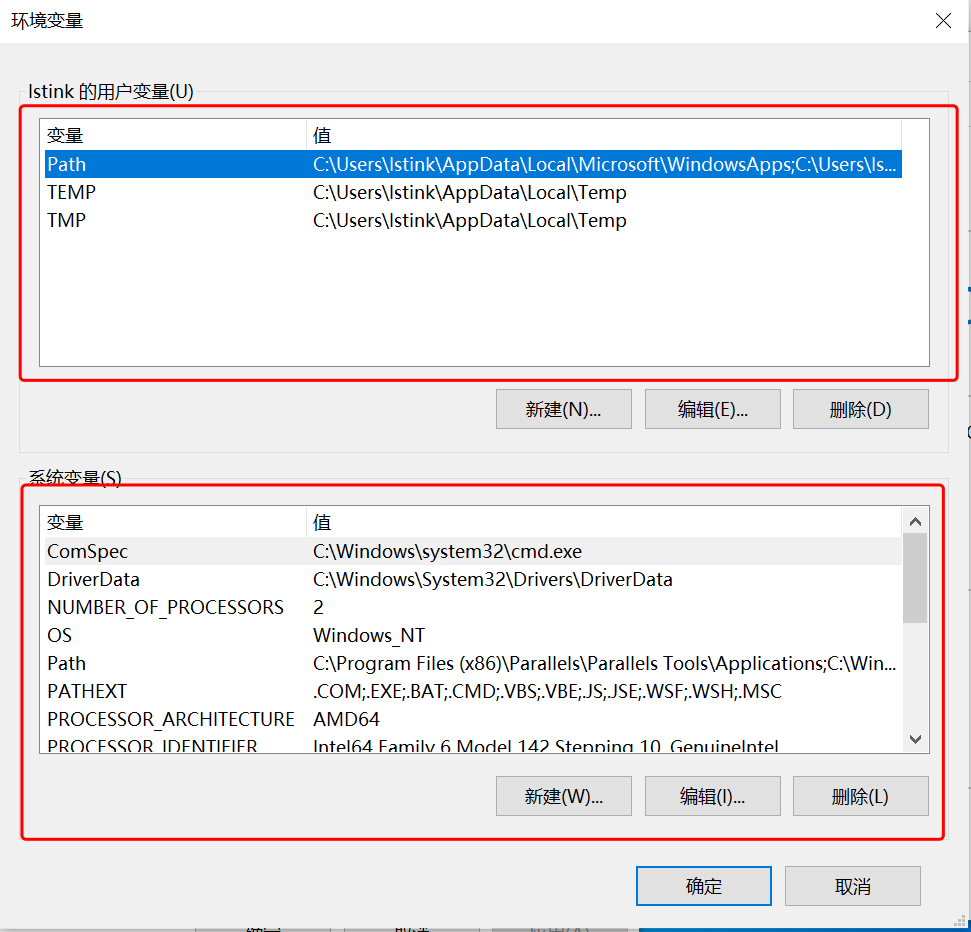 环境变量
lstink 的用户变量(U)
变量 值
Path C:\Users\lstink\AppData\Local\Microsoft\WindowsApps;C:\Users\ls...
TEMP C:\Users\lstink\AppData\Local\Temp
TMP C:\Users\lstink\AppData\Local\Temp
新建(N)... 编辑(E)... 删除(D)
系统变量(S)
变量 值
ComSpec C:\Windows\system32\cmd.exe
DriverData C:\Windows\System32\Drivers\DriverData
NUMBER_OF_PROCESSORS 2
OS Windows_NT
Path C:\Program Files (x86)\Parallels\Parallels Tools\Applications;C:\Win...
PATHEXT .COM;.EXE;.BAT;.CMD;.VBS;.VBE;.JS;.JSE;.WSF;.WSH;.MSC
PROCESSOR_ARCHITECTURE AMD64
PROCESSOR_IDENTIFIER Intel64 Family 6 Model 142 Stepping 10, GenuineIntel
新建(W)... 编辑(I)... 删除(L)
确定 取消